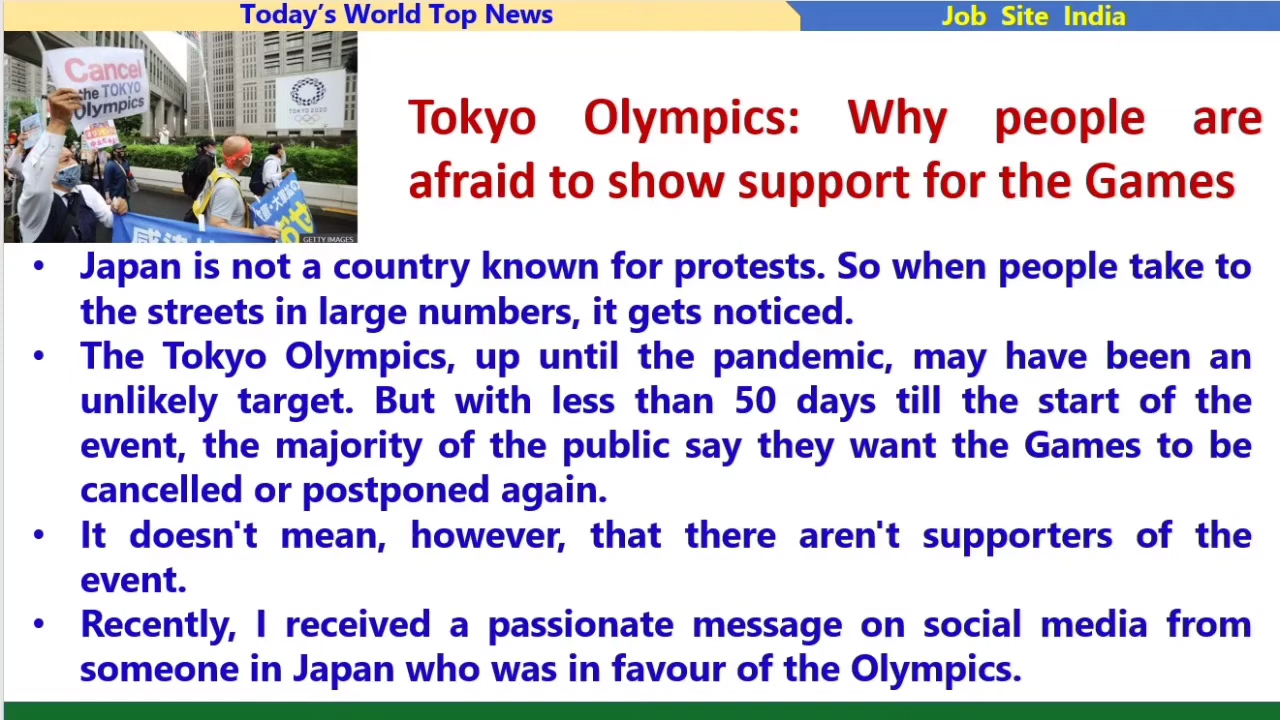 Today’s World Top News
Job Site India
Cancel
the TOKYO
Olympics
TOKYO 2020
GETTY IMAGES
Tokyo Olympics: Why people are
afraid to show support for the Games
• Japan is not a country known for protests. So when people take to
the streets in large numbers, it gets noticed.
• The Tokyo Olympics, up until the pandemic, may have been an
unlikely target. But with less than 50 days till the start of the
event, the majority of the public say they want the Games to be
cancelled or postponed again.
• It doesn't mean, however, that there aren't supporters of the
event.
• Recently, I received a passionate message on social media from
someone in Japan who was in favour of the Olympics.